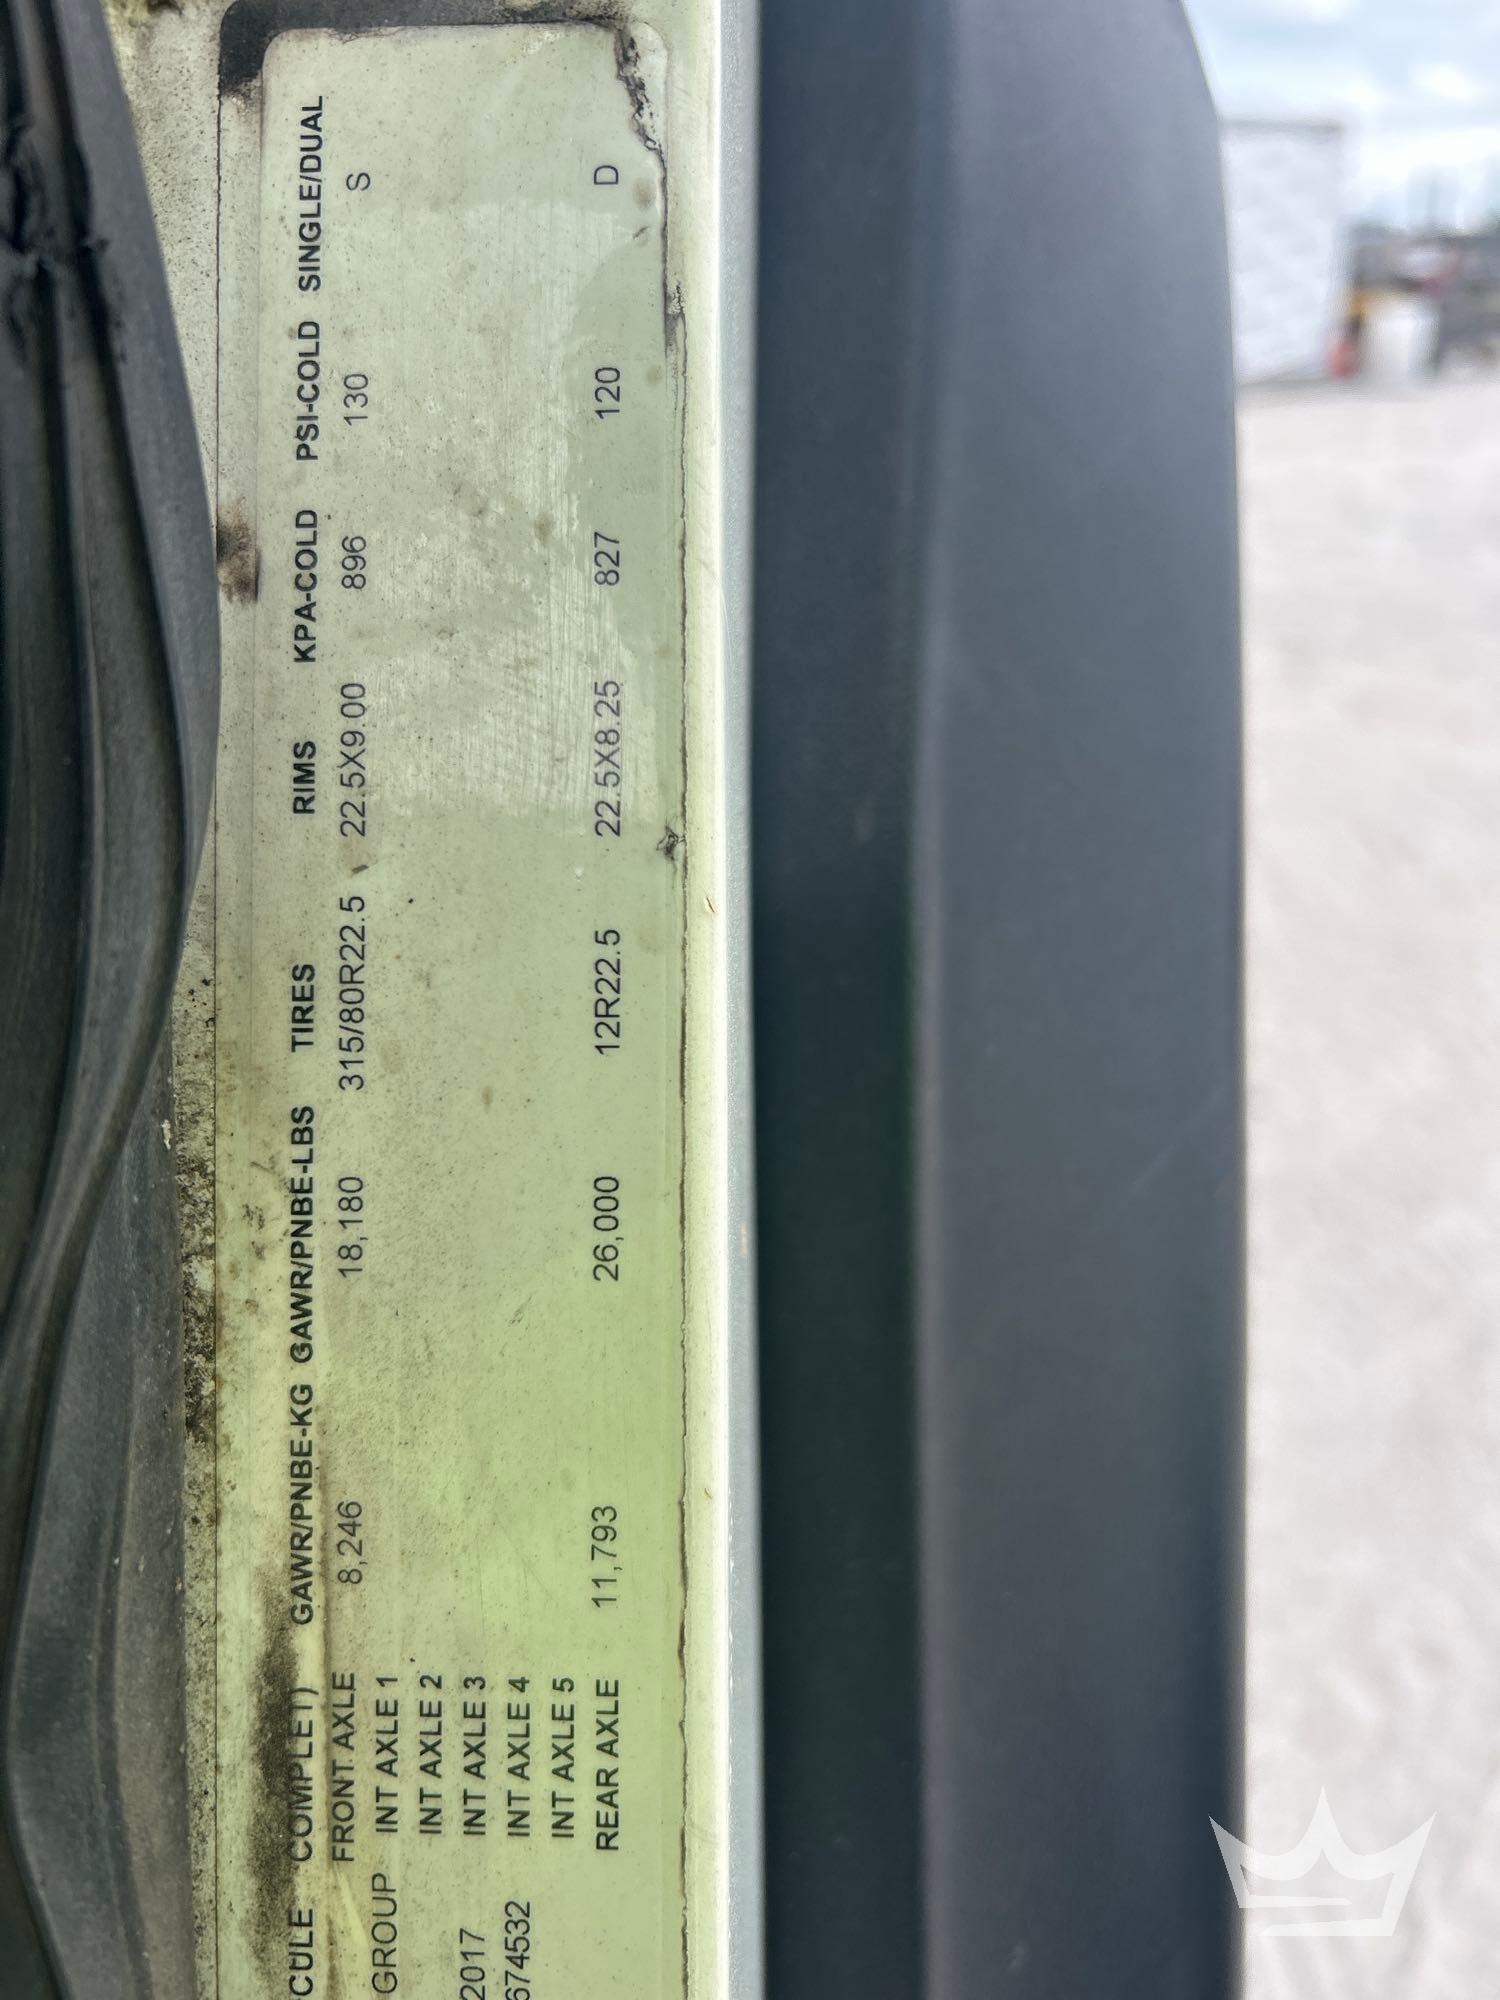 CULE COMPLET) GAWR/PNBE-KG GAWR/PNBE-LBS TIRES RIMS KPA-COLD PSI-COLD SINGLE/DUAL
FRONT AXLE 8,246 18,180 315/80R22.5 22.5X9.00 896 130 S
GROUP INT AXLE 1
INT AXLE 2
2017 INT AXLE 3
674532 INT AXLE 4
INT AXLE 5
REAR AXLE 11,793 26,000 12R22.5 22.5X8.25 827 120 D